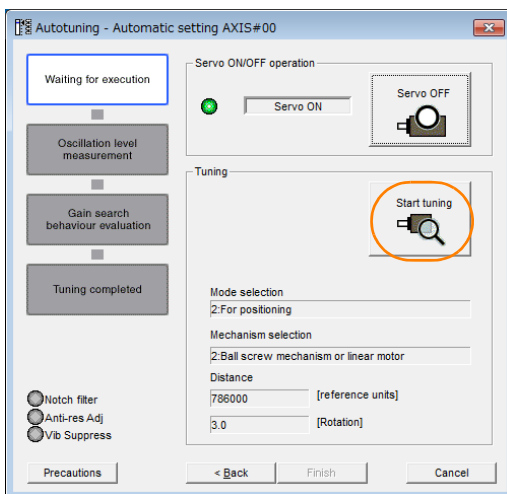 Autotuning - Automatic setting AXIS#00
Waiting for execution
Oscillation level
measurement
Gain search
behaviour evaluation
Tuning completed
Notch filter
Anti-res Adj
Vib Suppress
Servo ON/OFF operation
Servo ON
Servo OFF
Tuning
Start tuning
Mode selection
2:For positioning
Mechanism selection
2:Ball screw mechanism or linear motor
Distance
786000 [reference units]
3.0 [Rotation]
Precautions
< Back
Finish
Cancel